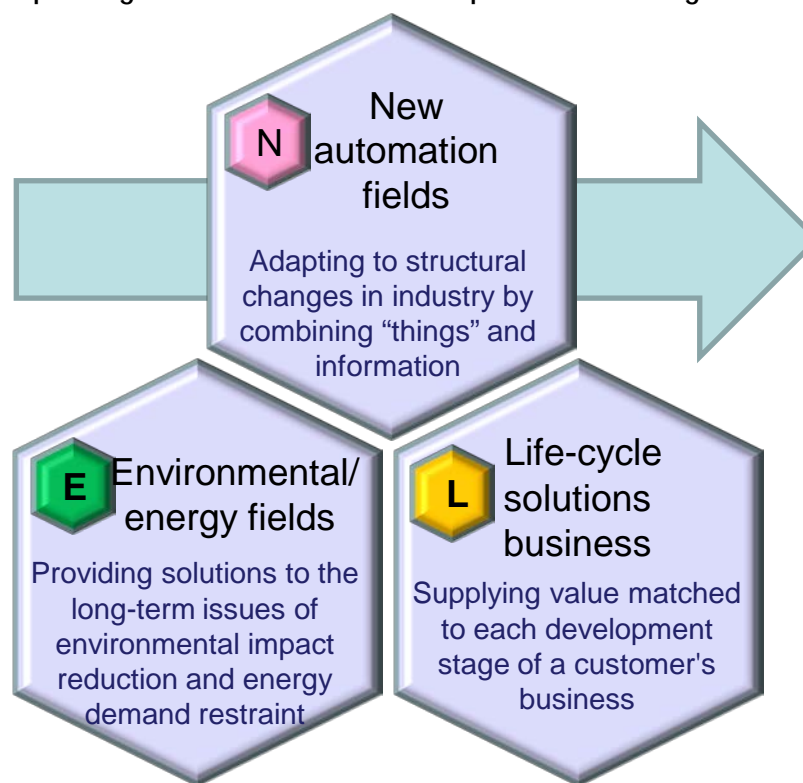 N
New
automation
fields
Adapting to structural
changes in industry by
combining “things” and
information
E
Environmental/
energy fields
Providing solutions to the
long-term issues of
environmental impact
reduction and energy
demand restraint
L
Life-cycle
solutions
business
Supplying value matched
to each development
stage of a customer's
business